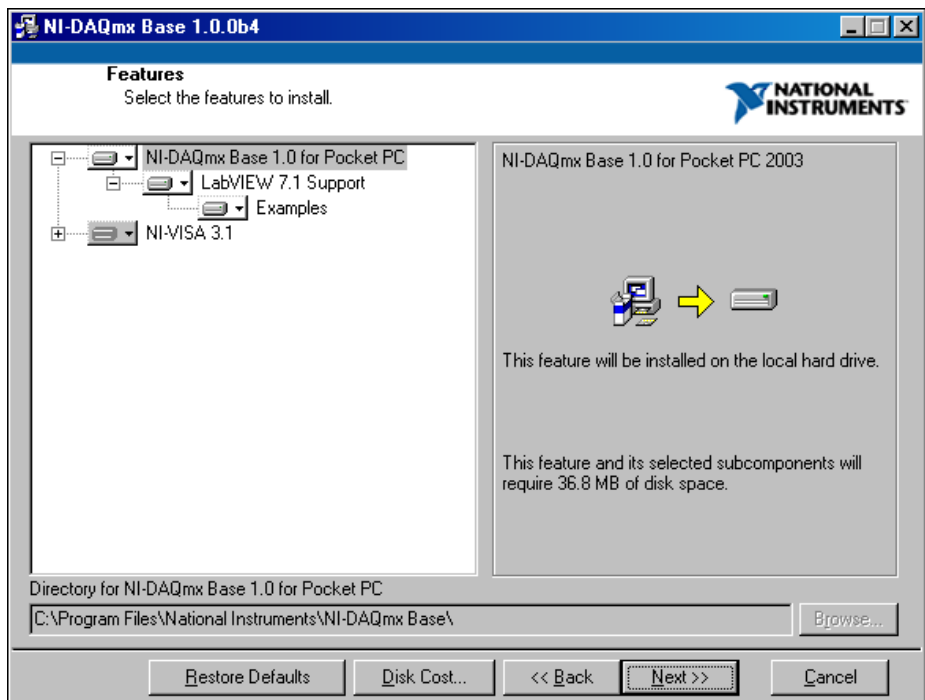 NI-DAQmx Base 1.0.0b4
Features
Select the features to install.
NATIONAL
INSTRUMENTS
NI-DAQmx Base 1.0 for Pocket PC
LabVIEW 7.1 Support
Examples
NI-VISA 3.1
NI-DAQmx Base 1.0 for Pocket PC 2003
This feature will be installed on the local hard drive.
This feature and its selected subcomponents will
require 36.8 MB of disk space.
Directory for NI-DAQmx Base 1.0 for Pocket PC
C:\Program Files\National Instruments\NI-DAQmx Base\
Browse...
Restore Defaults
Disk Cost...
<< Back
Next >>
Cancel